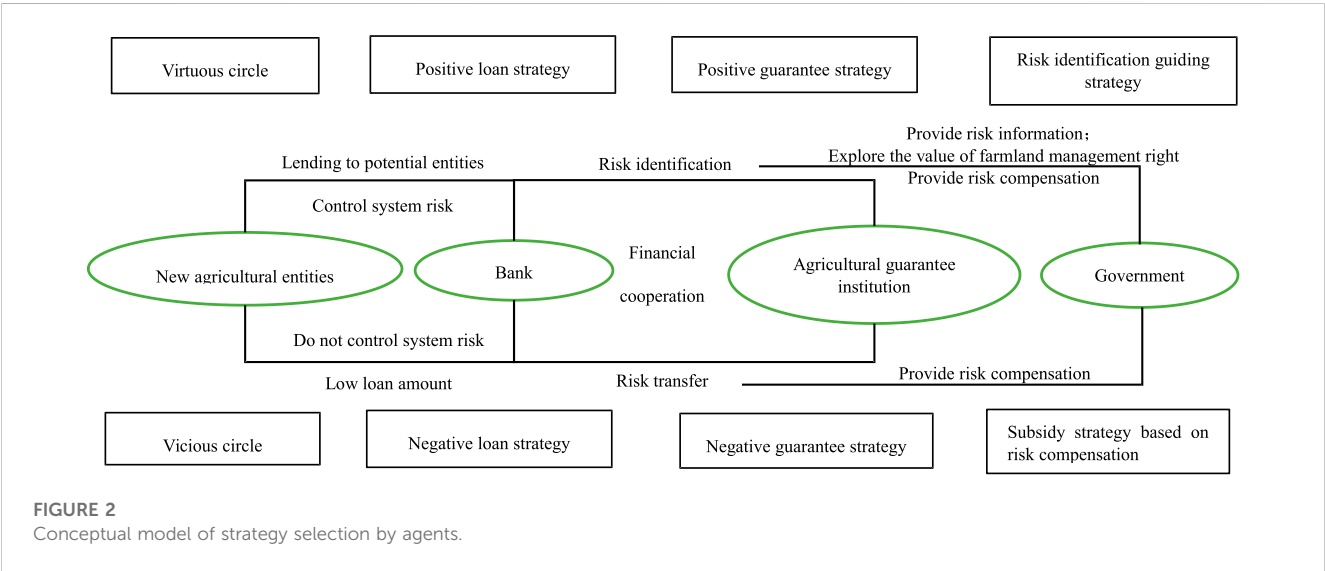 Virtuous circle
Positive loan strategy
Positive guarantee strategy
Risk identification guiding
strategy
Provide risk information；
Explore the value of farmland management right
Provide risk compensation
Lending to potential entities
Risk identification
Control system risk
New agricultural entities
Bank
Financial
cooperation
Agricultural guarantee
institution
Government
Do not control system risk
Low loan amount
Risk transfer
Provide risk compensation
Vicious circle
Negative loan strategy
Negative guarantee strategy
Subsidy strategy based on
risk compensation
FIGURE 2
Conceptual model of strategy selection by agents.